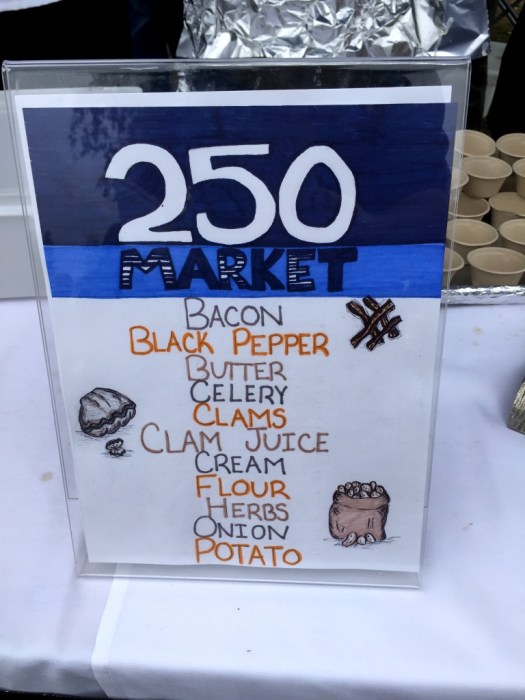 250
MARKET
BACON
BLACK PEPPER
BUTTER
CELERY
CLAMS
CLAM JUICE
CREAM
FLOUR
HERBS
ONION
POTATO